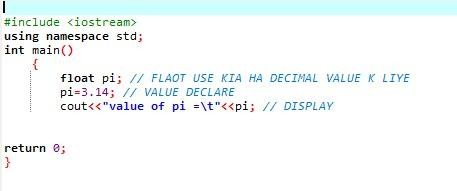 #include <iostream>
using namespace std;
int main()
{
float pi; // FLAOT USE KIA HA DECIMAL VALUE K LIYE
pi=3.14; // VALUE DECLARE
cout<<"value of pi =\t"<<pi; // DISPLAY
return 0;
}